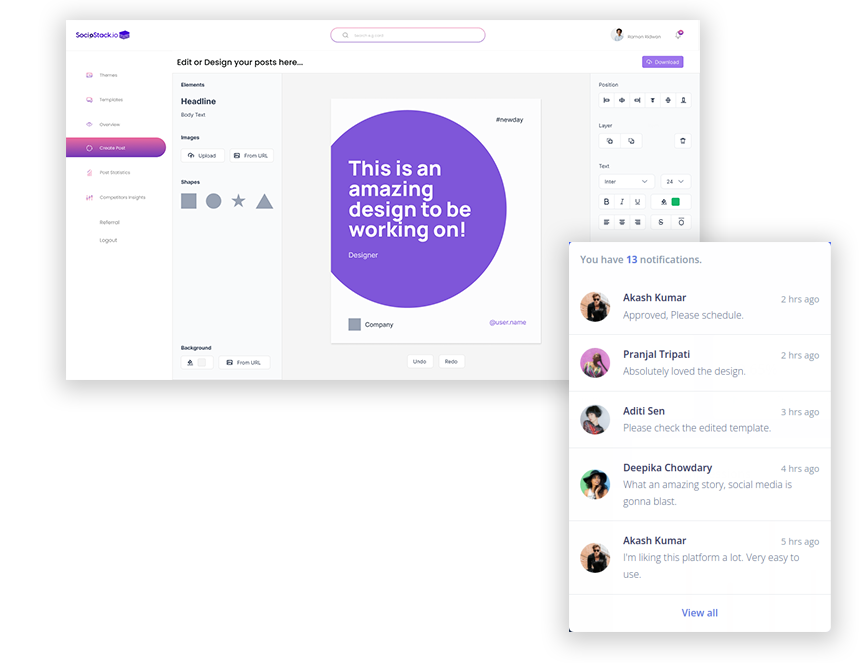 SocioStack.io
Ramon Ridwan
Edit or Design your posts here...
Download
Themes
Templates
Overview
Create Post
Post Statistics
Competitors Insights
Referral
Logout
Elements
Headline
Body Text
Images
Upload
From URL
Shapes
Background
From URL
#newday
This is an
amazing
design to be
working on!
Designer
Company
@user.name
Undo
Redo
Position
Layer
Text
Inter
24
B I U
S O
You have 13 notifications.
Akash Kumar
2 hrs ago
Approved, Please schedule.
Pranjal Tripati
2 hrs ago
Absolutely loved the design.
Aditi Sen
3 hrs ago
Please check the edited template.
Deepika Chowdary
4 hrs ago
What an amazing story, social media is
gonna blast.
Akash Kumar
5 hrs ago
I'm liking this platform a lot. Very easy to
use.
View all